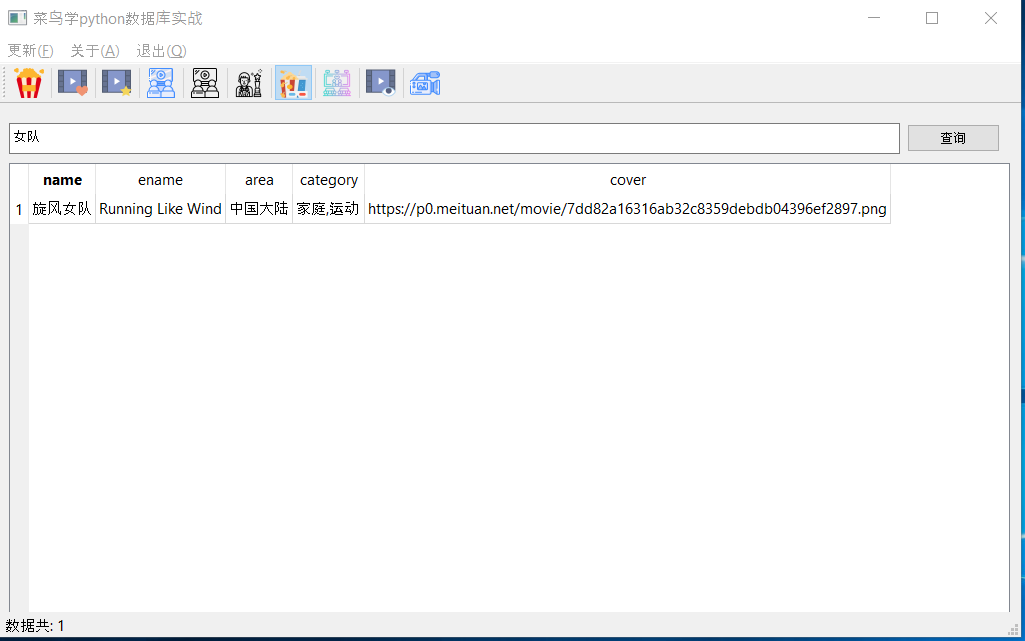 菜鸟学python数据库实战
更新(F) 关于(A) 退出(Q)
女队 查询
name ename area category cover
1 旋风女队 Running Like Wind 中国大陆 家庭,运动 https://p0.meituan.net/movie/7dd82a16316ab32c8359debdb04396ef2897.png
数据共: 1